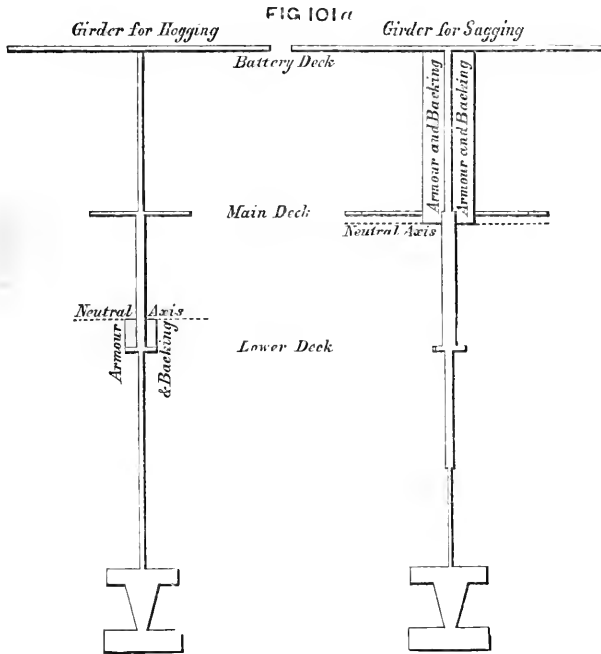 FIG 101a
Girder for Hogging
Girder for Sagging
Battery Deck
Armour and Backing
Armour and Backing
Main Deck
Neutral Axis
Neutral Axis
Armour
& Backing
Lower Deck